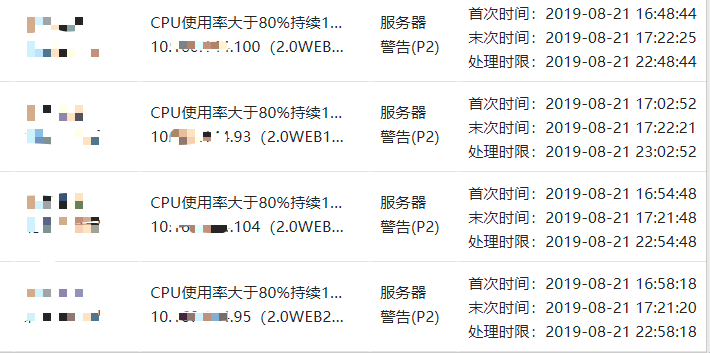 CPU使用率大于80%持续1...
服务器
首次时间：2019-08-21 16:48:44
10. .100（2.0WEB...
警告(P2)
末次时间：2019-08-21 17:22:25
处理时限：2019-08-21 22:48:44
CPU使用率大于80%持续1...
服务器
首次时间：2019-08-21 17:02:52
10. .93（2.0WEB1...
警告(P2)
末次时间：2019-08-21 17:22:21
处理时限：2019-08-21 23:02:52
CPU使用率大于80%持续1...
服务器
首次时间：2019-08-21 16:54:48
10. .104（2.0WEB...
警告(P2)
末次时间：2019-08-21 17:21:48
处理时限：2019-08-21 22:54:48
CPU使用率大于80%持续1...
服务器
首次时间：2019-08-21 16:58:18
10. .95（2.0WEB2...
警告(P2)
末次时间：2019-08-21 17:21:20
处理时限：2019-08-21 22:58:18